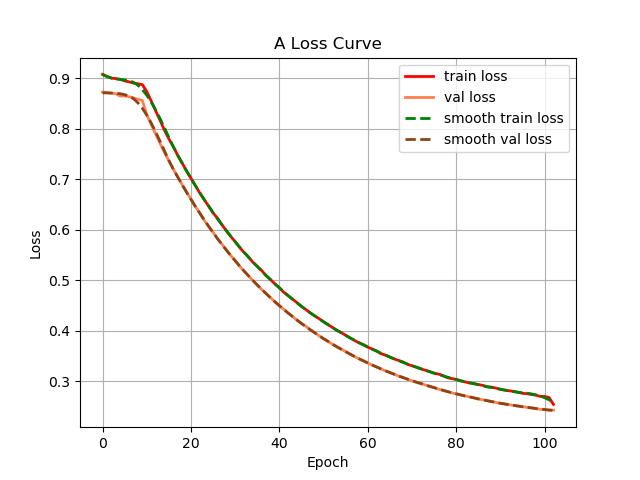 A Loss Curve
train loss
val loss
smooth train loss
smooth val loss
0.9
0.8
0.7
0.6
0.5
0.4
0.3
Loss
0 20 40 60 80 100
Epoch